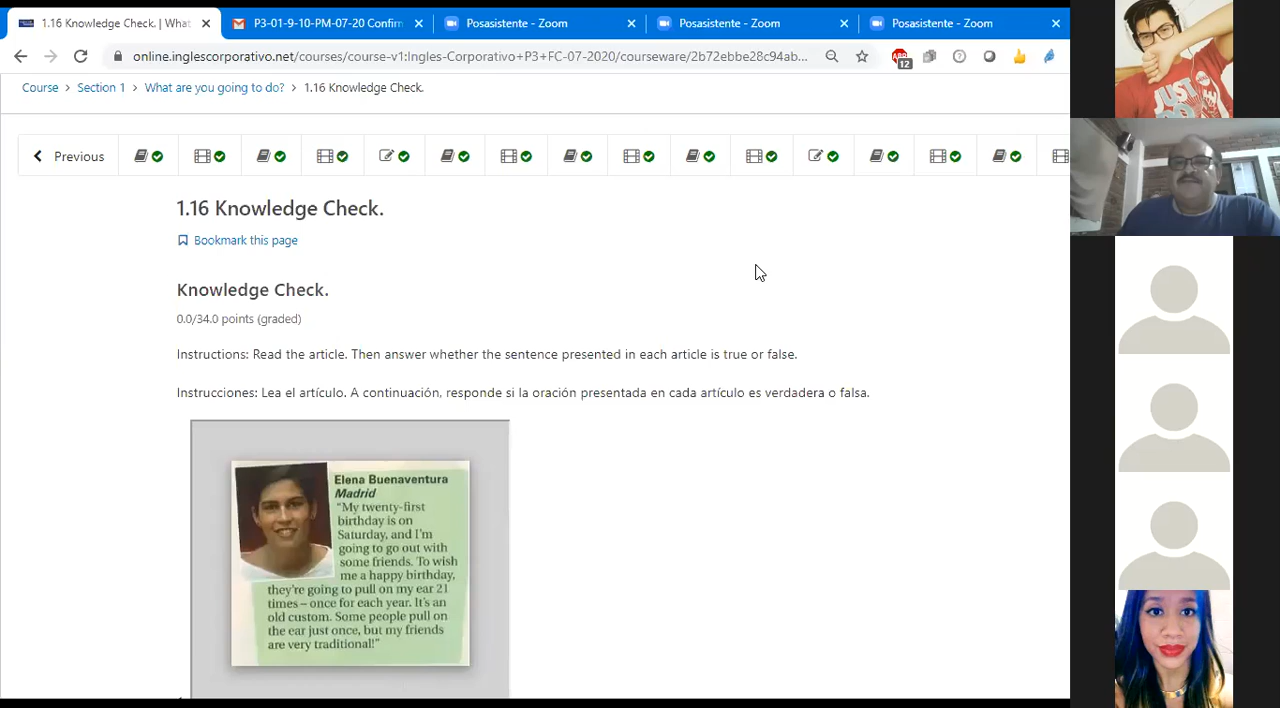 1.16 Knowledge Check. | What
P3-01-9-10-PM-07-20 Confirm
Posasistente - Zoom
Posasistente - Zoom
Posasistente - Zoom
online.inglescorporativo.net/courses/course-v1:Ingles-Corporativo+P3+FC-07-2020/courseware/2b72ebbe28c94ab...
12
Course > Section 1 > What are you going to do? > 1.16 Knowledge Check.
Previous
1.16 Knowledge Check.
Bookmark this page
Knowledge Check.
0.0/34.0 points (graded)
Instructions: Read the article. Then answer whether the sentence presented in each article is true or false.
Instrucciones: Lea el artículo. A continuación, responde si la oración presentada en cada artículo es verdadera o falsa.
Elena Buenaventura
Madrid
“My twenty-first
birthday is on
Saturday, and I'm
going to go out with
some friends. To wish
me a happy birthday,
they're going to pull on my ear 21
times – once for each year. It's an
old custom. Some people pull on
the ear just once, but my friends
are very traditional!”
JUST